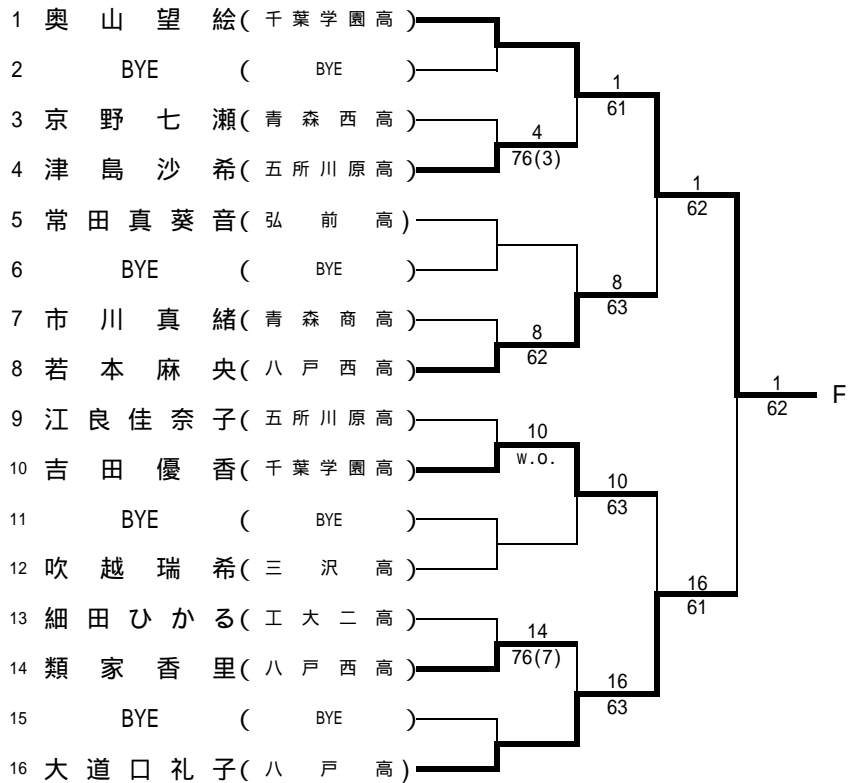 1 奥山望絵(千葉学園高)
2 BYE (BYE)
1
61
3 京野七瀬(青森西高)
4
76(3)
4 津島沙希(五所川原高)
1
62
5 常田真葵音(弘前高)
6 BYE (BYE)
8
63
7 市川真緒(青森商高)
8
62
8 若本麻央(八戸西高)
1
62
F
9 江良佳奈子(五所川原高)
10
w.o.
10 吉田優香(千葉学園高)
10
63
11 BYE (BYE)
12 吹越瑞希(三沢高)
16
61
13 細田ひかる(工大二高)
14
76(7)
14 類家香里(八戸西高)
16
63
15 BYE (BYE)
16 大道口礼子(八戸高)